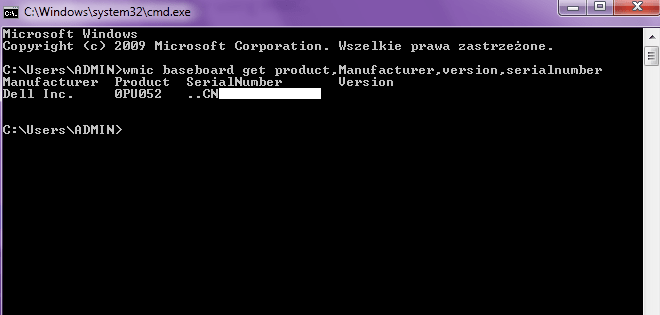 C:\Windows\system32\cmd.exe
Microsoft Windows
Copyright (c) 2009 Microsoft Corporation. Wszelkie prawa zastrzeżone.
C:\Users\ADMIN>wmic baseboard get product,Manufacturer,version,serialnumber
Manufacturer  Product  SerialNumber       Version
Dell Inc.     0PU052   ..CN
C:\Users\ADMIN>